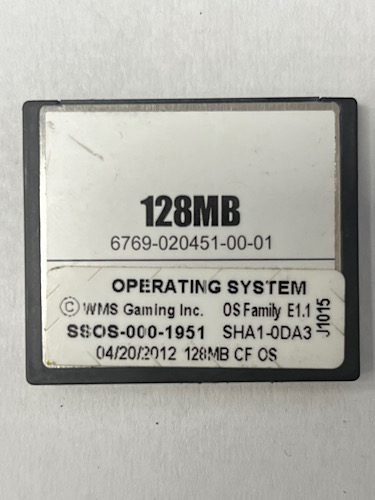 128MB
6769-020451-00-01
OPERATING SYSTEM
© WMS Gaming Inc. OS Family E1.1
SSOS-000-1951 SHA1-0DA3
04/20/2012 128MB CF OS
J1015